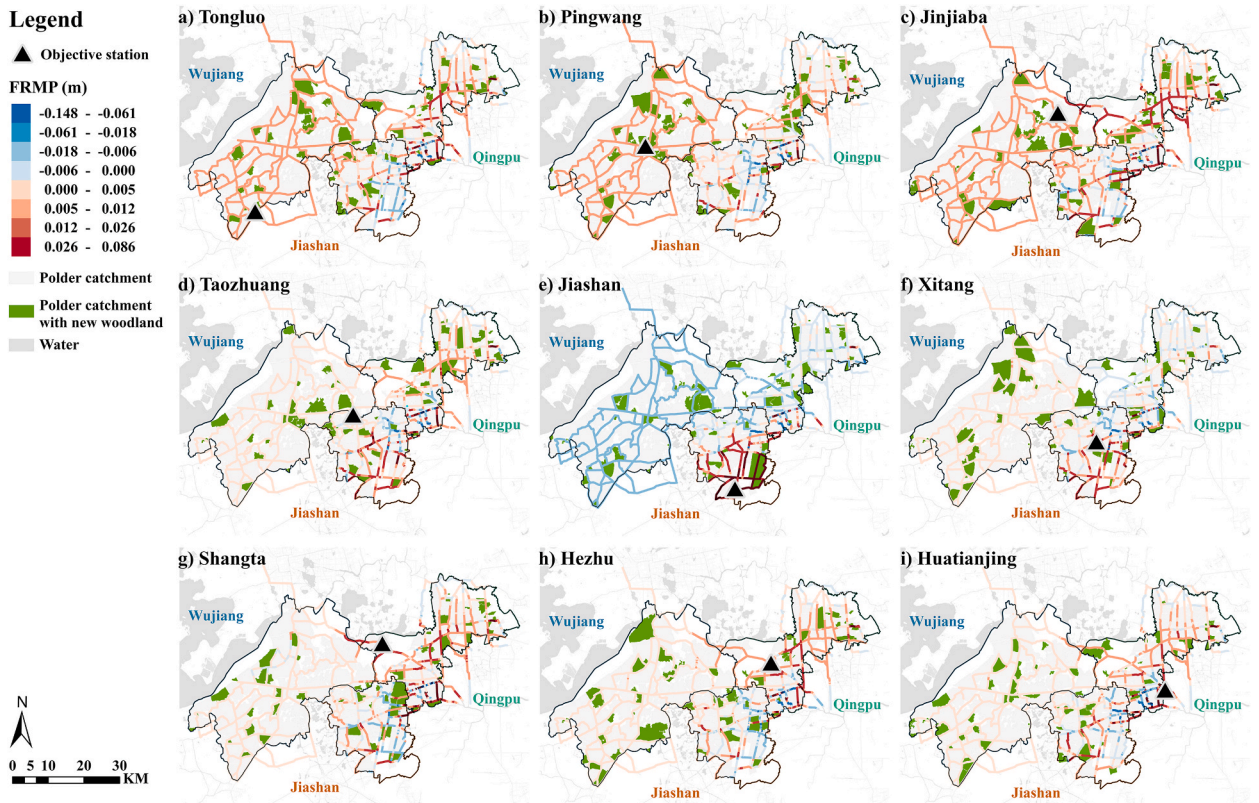 Legend
Objective station
FRMP (m)
-0.148 - -0.061
-0.061 - -0.018
-0.018 - -0.006
-0.006 - 0.000
0.000 - 0.005
0.005 - 0.012
0.012 - 0.026
0.026 - 0.086
Polder catchment
Polder catchment
with new woodland
Water
N
0 5 10 20 30
KM
a) Tongluo
Wujiang
Qingpu
Jiashan
b) Pingwang
Wujiang
Qingpu
Jiashan
c) Jinjiaba
Wujiang
Qingpu
Jiashan
d) Taozhuang
Wujiang
Qingpu
Jiashan
e) Jiashan
Wujiang
Qingpu
Jiashan
f) Xitang
Wujiang
Qingpu
Jiashan
g) Shangta
Wujiang
Qingpu
Jiashan
h) Hezhu
Wujiang
Qingpu
Jiashan
i) Huatianjing
Wujiang
Qingpu
Jiashan